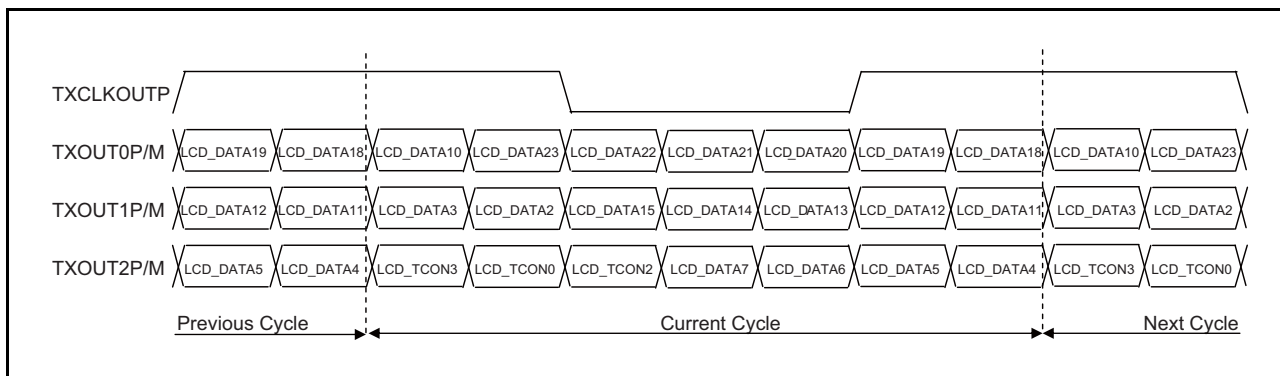 TXCLKOUTP
TXOUT0P/M LCD_DATA19 LCD_DATA18 LCD_DATA10 LCD_DATA23 LCD_DATA22 LCD_DATA21 LCD_DATA20 LCD_DATA19 LCD_DATA18 LCD_DATA10 LCD_DATA23
TXOUT1P/M LCD_DATA12 LCD_DATA11 LCD_DATA3 LCD_DATA2 LCD_DATA15 LCD_DATA14 LCD_DATA13 LCD_DATA12 LCD_DATA11 LCD_DATA3 LCD_DATA2
TXOUT2P/M LCD_DATA5 LCD_DATA4 LCD_TCON3 LCD_TCON0 LCD_TCON2 LCD_DATA7 LCD_DATA6 LCD_DATA5 LCD_DATA4 LCD_TCON3 LCD_TCON0
Previous Cycle Current Cycle Next Cycle